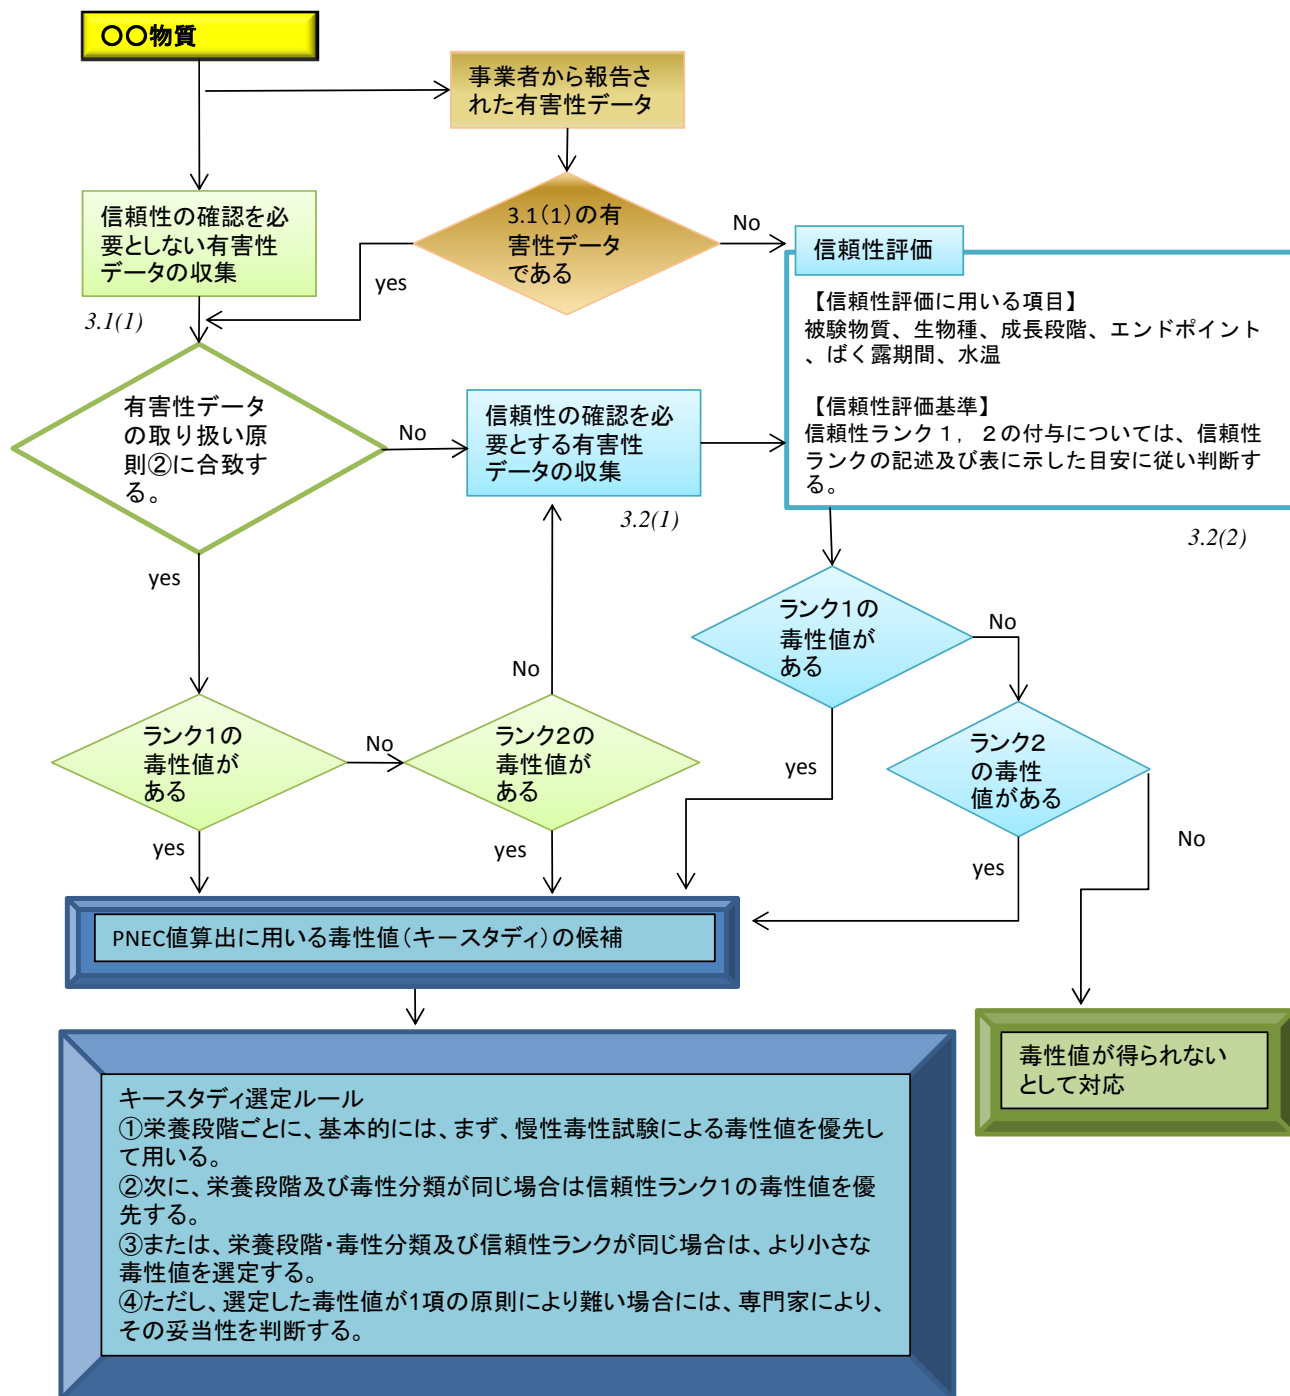 〇〇物質
事業者から報告さ
れた有害性データ
信頼性の確認を必
要としない有害性
データの収集
3.1(1)
3.1(1)の有
害性データ
である
No
yes
信頼性評価
【信頼性評価に用いる項目】
被験物質、生物種、成長段階、エンドポイント
、ばく露期間、水温
【信頼性評価基準】
信頼性ランク１，２の付与については、信頼性
ランクの記述及び表に示した目安に従い判断す
る。
3.2(2)
有害性データ
の取り扱い原
則②に合致す
る。
No
yes
信頼性の確認を必
要とする有害性
データの収集
3.2(1)
ランク1の
毒性値が
ある
No
yes
ランク2
の毒性
値がある
No
yes
ランク1の
毒性値が
ある
No
yes
ランク2の
毒性値が
ある
No
yes
PNEC値算出に用いる毒性値(キースタディ)の候補
毒性値が得られない
として対応
キースタディ選定ルール
①栄養段階ごとに、基本的には、まず、慢性毒性試験による毒性値を優先し
て用いる。
②次に、栄養段階及び毒性分類が同じ場合は信頼性ランク1の毒性値を優
先する。
③または、栄養段階・毒性分類及び信頼性ランクが同じ場合は、より小さな
毒性値を選定する。
④ただし、選定した毒性値が1項の原則により難い場合には、専門家により、
その妥当性を判断する。